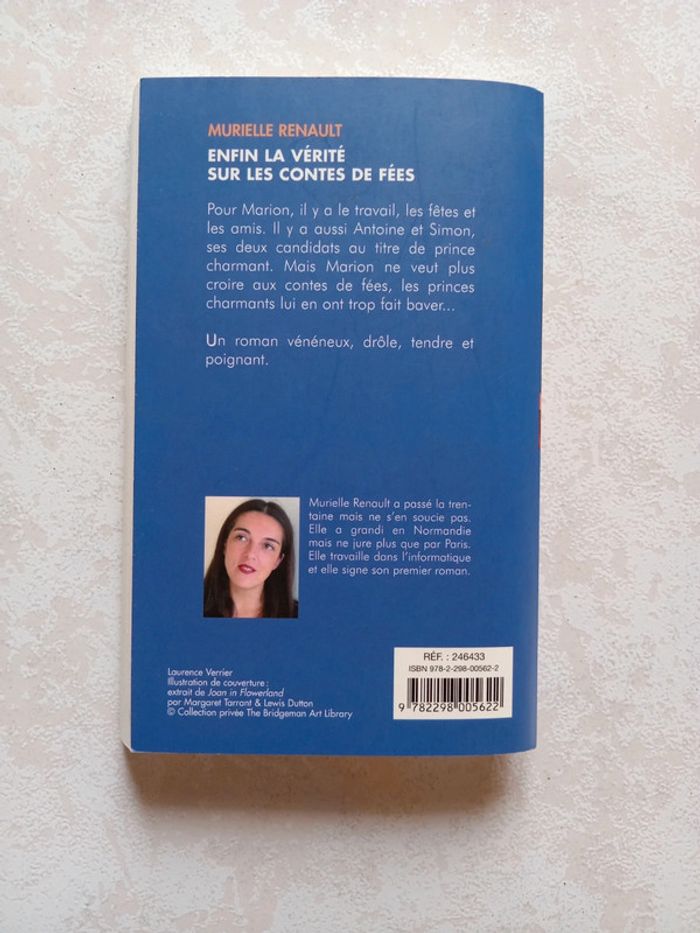 MURIELLE RENAULT
ENFIN LA VÉRITÉ
SUR LES CONTES DE FÉES
Pour Marion, il y a le travail, les fêtes et
les amis. Il y a aussi Antoine et Simon,
ses deux candidats au titre de prince
charmant. Mais Marion ne veut plus
croire aux contes de fées, les princes
charmants lui en ont trop fait baver...
Un roman vénéneux, drôle, tendre et
poignant.
Murielle Renault a passé la tren-
taine mais ne s'en soucie pas.
Elle a grandi en Normandie
mais ne jure plus que par Paris.
Elle travaille dans l'informatique
et elle signe son premier roman.
Laurence Verrier
Illustration de couverture :
extrait de Joan in Flowerland
par Margaret Tarrant & Lewis Dutton
© Collection privée The Bridgeman Art Library
RÉF. : 246433
ISBN 978-2-298-00562-2
9 782298 005622